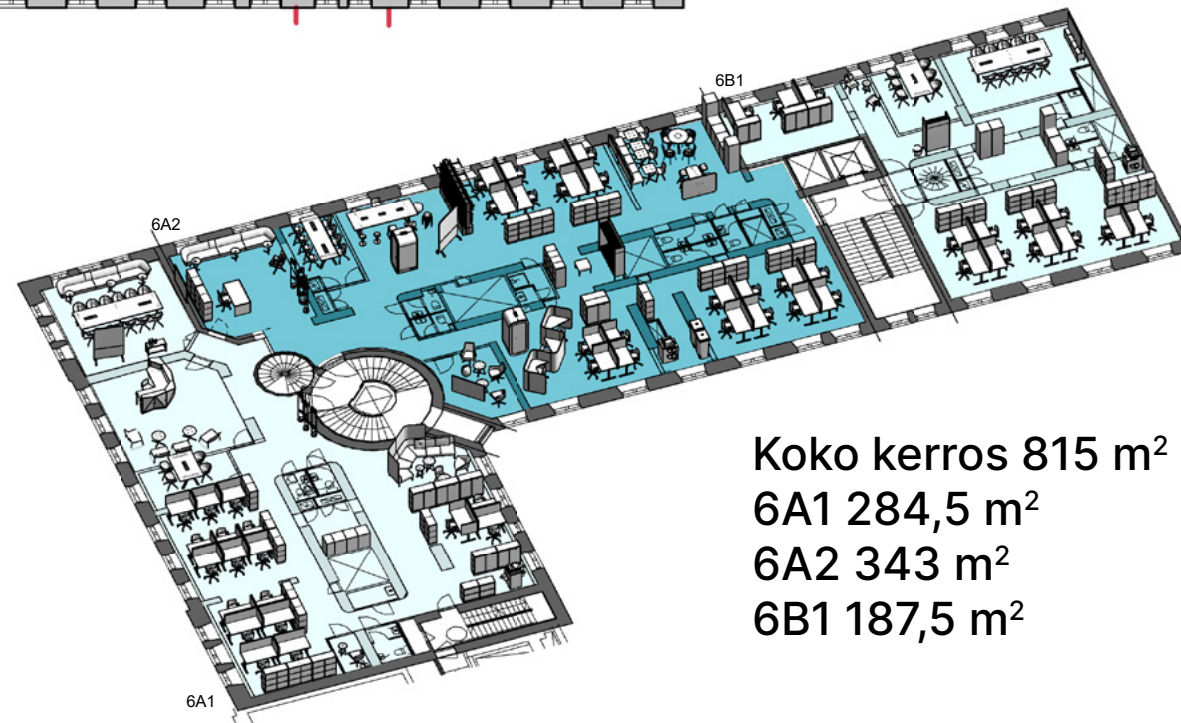 6B1
6A2
Koko kerros 815 m²
6A1 284,5 m²
6A2 343 m²
6B1 187,5 m²
6A1